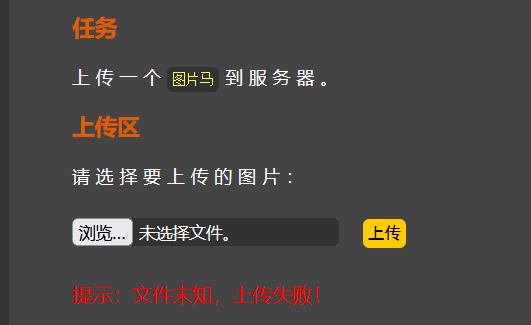 任务
上传一个 图片马 到服务器。
上传区
请选择要上传的图片：
浏览... 未选择文件。 上传
提示：文件未知，上传失败！